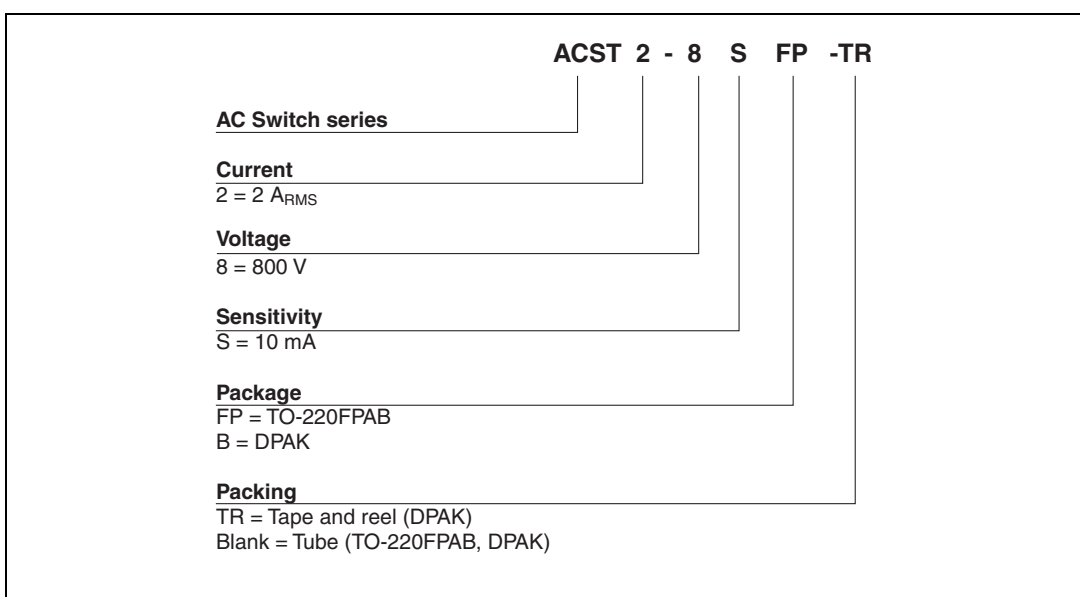 ACST 2 - 8 S FP -TR
AC Switch series
Current
2 = 2 ARMS
Voltage
8 = 800 V
Sensitivity
S = 10 mA
Package
FP = TO-220FPAB
B = DPAK
Packing
TR = Tape and reel (DPAK)
Blank = Tube (TO-220FPAB, DPAK)